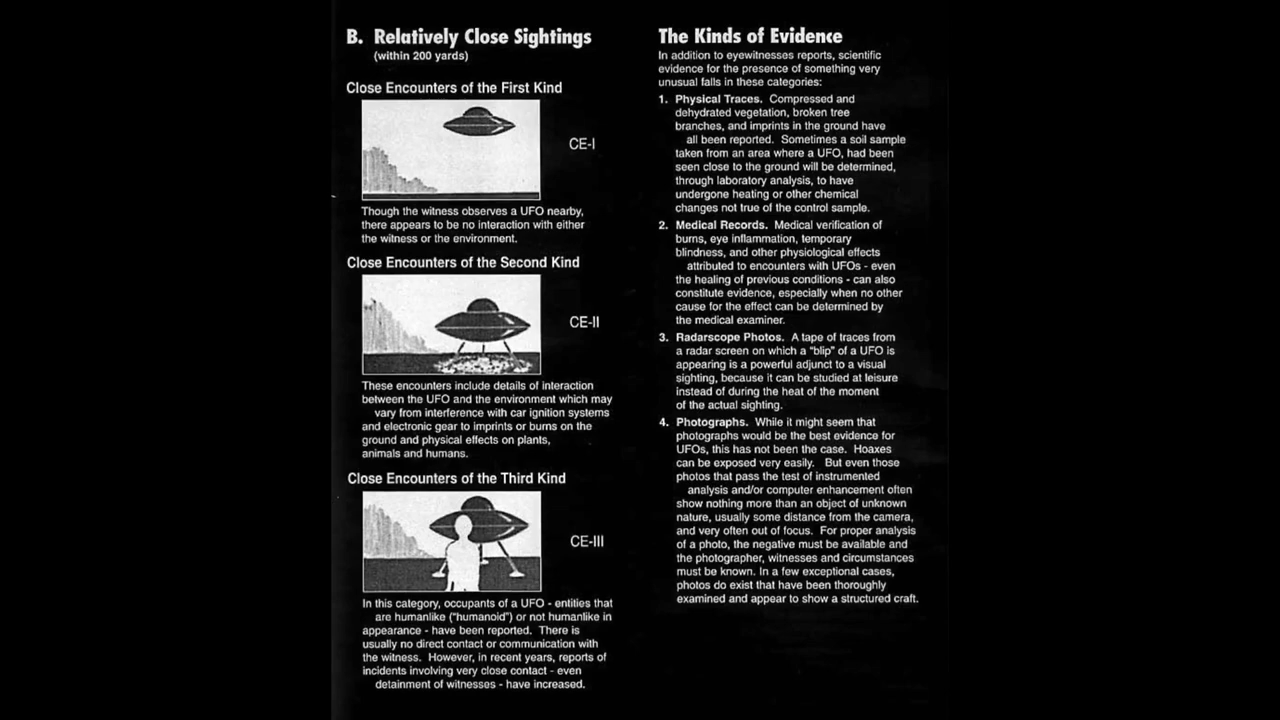 B. Relatively Close Sightings
(within 200 yards)
Close Encounters of the First Kind
CE-I
Though the witness observes a UFO nearby,
there appears to be no interaction with either
the witness or the environment.
Close Encounters of the Second Kind
CE-II
These encounters include details of interaction
between the UFO and the environment which may
vary from interference with car ignition systems
and electronic gear to imprints or burns on the
ground and physical effects on plants,
animals and humans.
Close Encounters of the Third Kind
CE-III
In this category, occupants of a UFO - entities that
are humanlike ("humanoid") or not humanlike in
appearance - have been reported. There is
usually no direct contact or communication with
the witness. However, in recent years, reports of
incidents involving very close contact - even
detainment of witnesses - have increased.
The Kinds of Evidence
In addition to eyewitnesses reports, scientific
evidence for the presence of something very
unusual falls in these categories:
1. Physical Traces. Compressed and
dehydrated vegetation, broken tree
branches, and imprints in the ground have
all been reported. Sometimes a soil sample
taken from an area where a UFO, had been
seen close to the ground will be determined,
through laboratory analysis, to have
undergone heating or other chemical
changes not true of the control sample.
2. Medical Records. Medical verification of
burns, eye inflammation, temporary
blindness, and other physiological effects
attributed to encounters with UFOs - even
the healing of previous conditions - can also
constitute evidence, especially when no other
cause for the effect can be determined by
the medical examiner.
3. Radarscope Photos. A tape of traces from
a radar screen on which a "blip" of a UFO is
appearing is a powerful adjunct to a visual
sighting, because it can be studied at leisure
instead of during the heat of the moment
of the actual sighting.
4. Photographs. While it might seem that
photographs would be the best evidence for
UFOs, this has not been the case. Hoaxes
can be exposed very easily. But even those
photos that pass the test of instrumented
analysis and/or computer enhancement often
show nothing more than an object of unknown
nature, usually some distance from the camera,
and very often out of focus. For proper analysis
of a photo, the negative must be available and
the photographer, witnesses and circumstances
must be known. In a few exceptional cases,
photos do exist that have been thoroughly
examined and appear to show a structured craft.